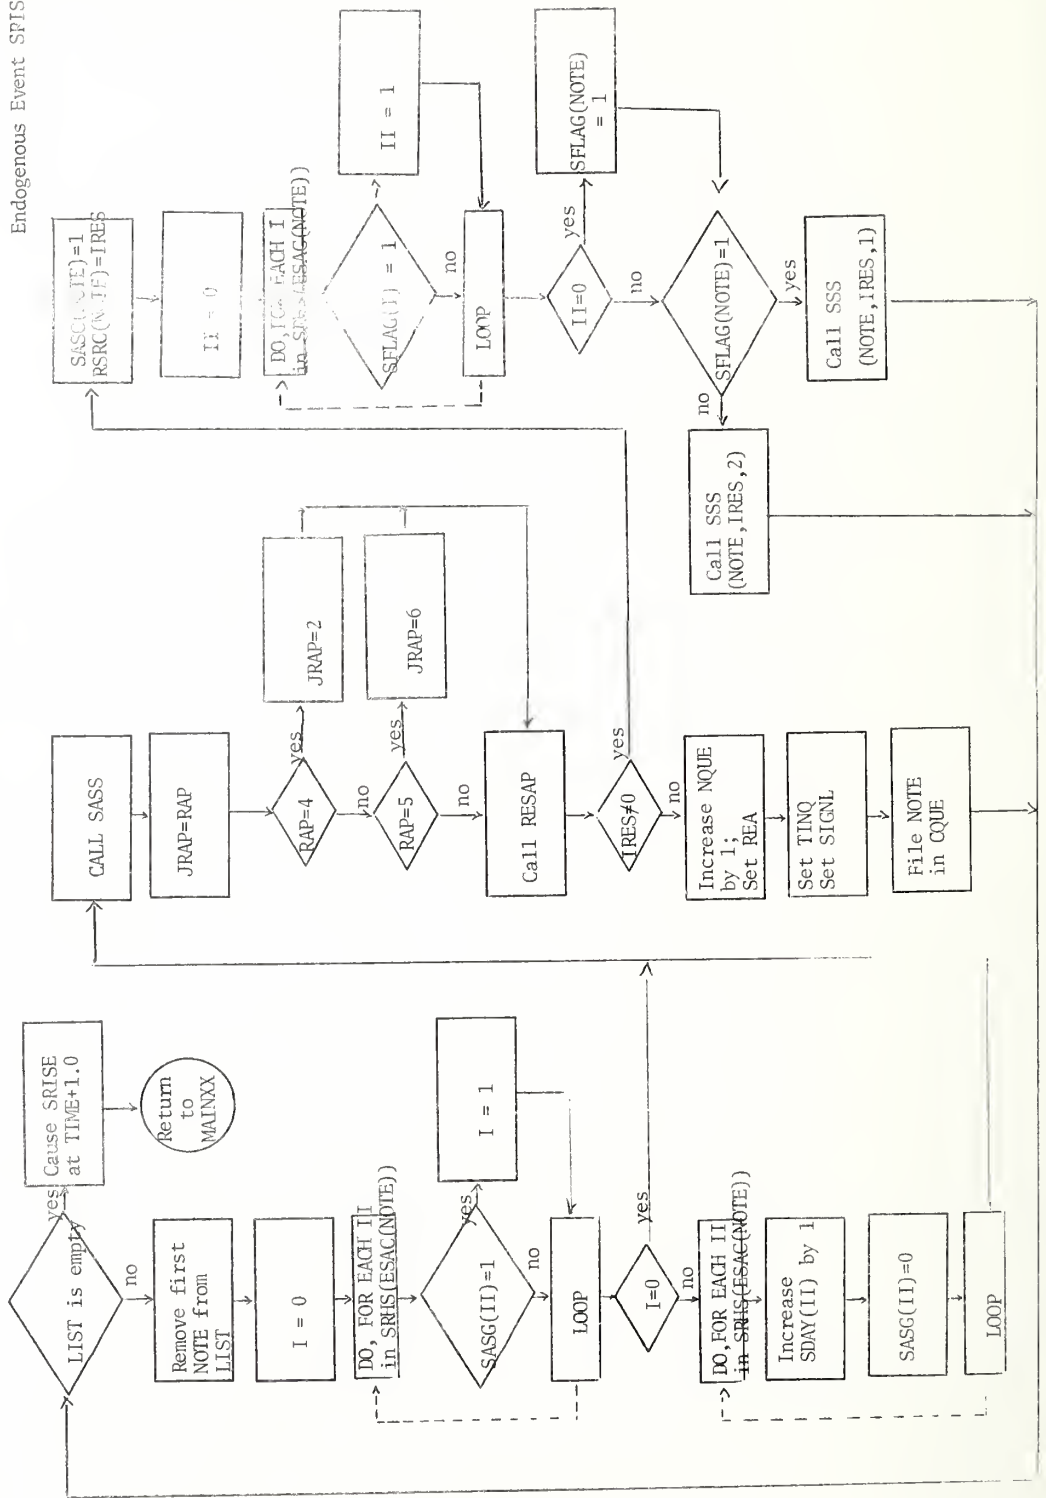 Endogenous Event SRIS
LIST is empty
yes
Cause SRISE
at TIME+1.0
Return
to
MAINXX
no
Remove first
NOTE from
LIST
I = 0
DO,FOR EACH II
in SRHS(ESAC(NOTE))
SASG(II)=1
yes
I = 1
no
LOOP
I=0
yes
no
DO,FOR EACH II
in SRHS(ESAC(NOTE))
Increase
SDAY(II) by 1
SASG(II)=0
LOOP
CALL SASS
JRAP=RAP
RAP=4
yes
JRAP=2
no
RAP=5
yes
JRAP=6
no
Call RESAP
IRES≠0
yes
no
Increase NQUE
by 1;
Set REA
Set TINQ
Set SIGNL
File NOTE
in CQUE
=1
=IRES
II = 0
EACH I
SFLAG(I) = 1
II = 1
no
LOOP
II=0
yes
SFLAG(NOTE)
= 1
no
SFLAG(NOTE)=1
no
Call SSS
(NOTE,IRES,2)
yes
Call SSS
(NOTE,IRES,1)